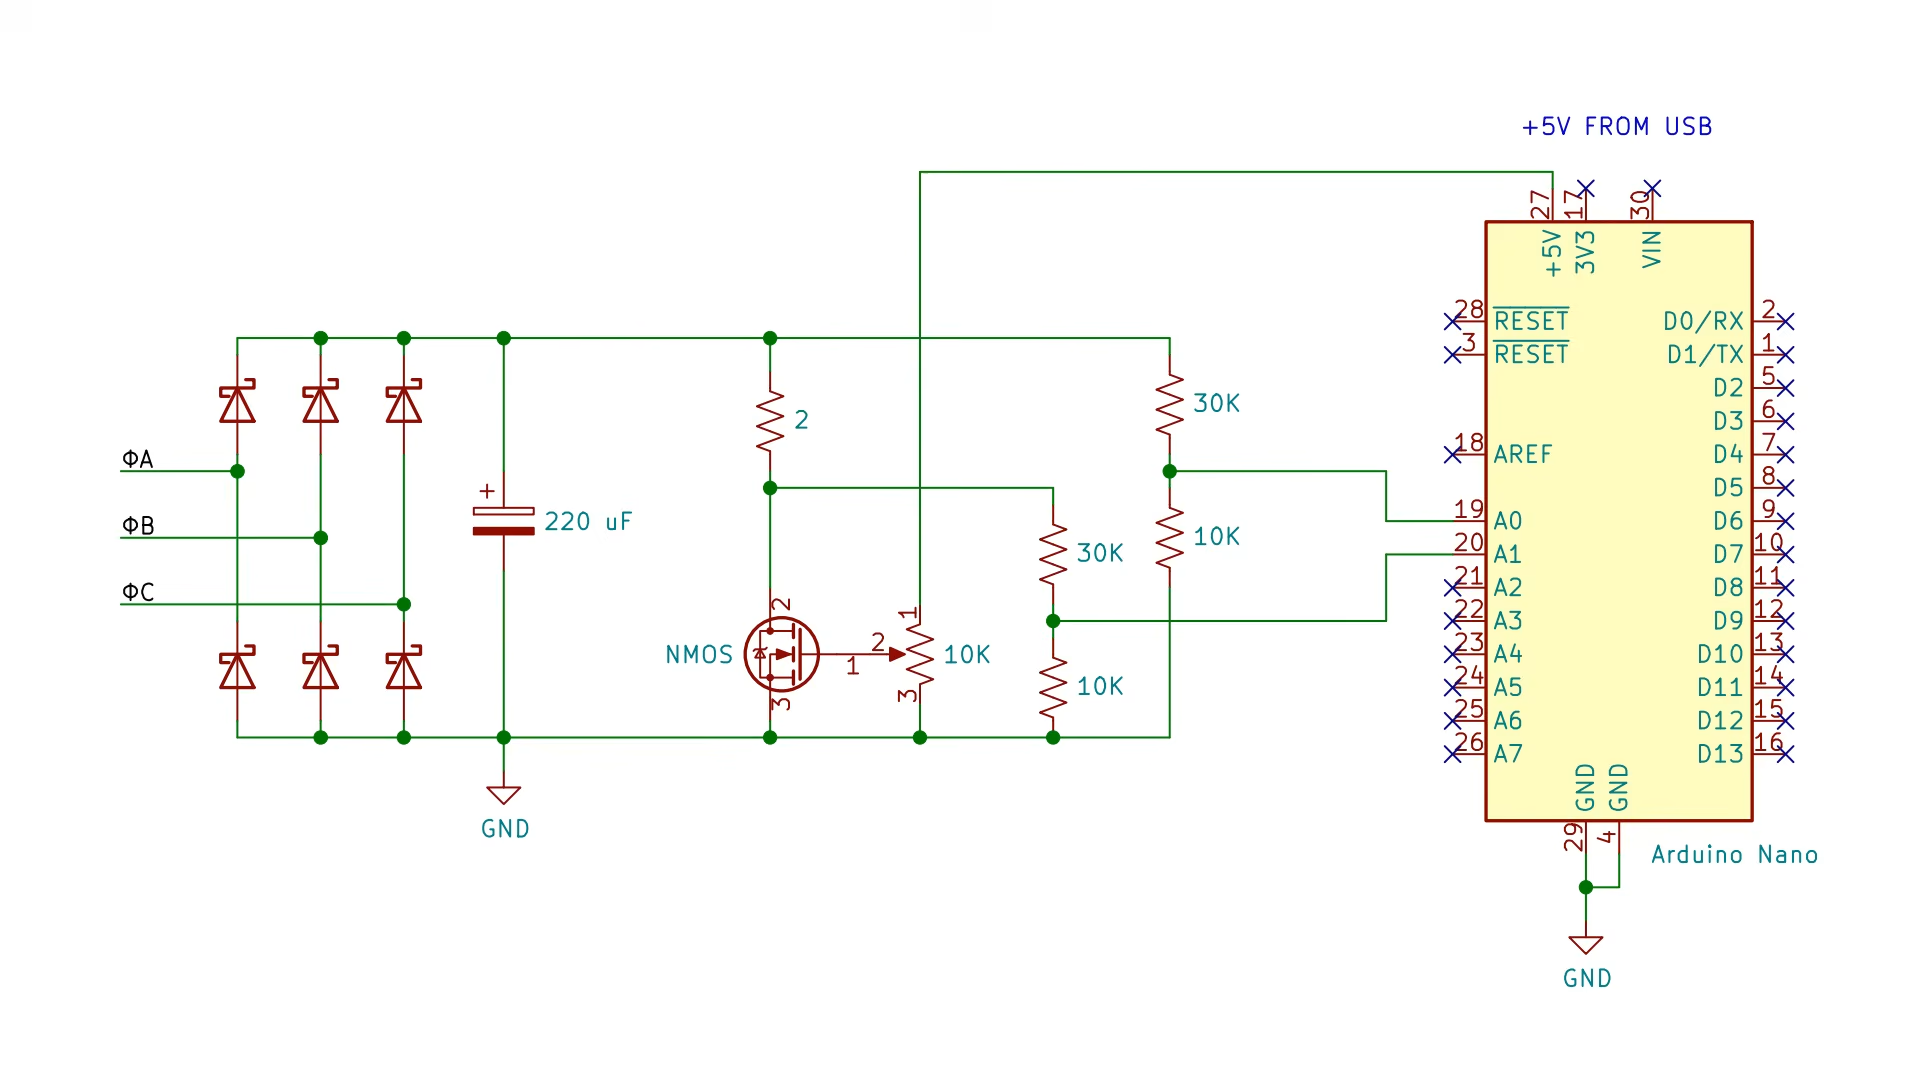 +5V FROM USB
27
17
30
+5V
3V3
VIN
28
RESET
D0/RX
2
3
RESET
D1/TX
1
D2
5
D3
6
18
AREF
D4
7
D5
8
19
A0
D6
9
20
A1
D7
10
21
A2
D8
11
22
A3
D9
12
23
A4
D10
13
24
A5
D11
14
25
A6
D12
15
26
A7
D13
16
GND
GND
29
4
Arduino Nano
GND
ΦA
ΦB
ΦC
+
220 uF
GND
2
NMOS
2
1
3
2
1
3
10K
30K
10K
30K
10K